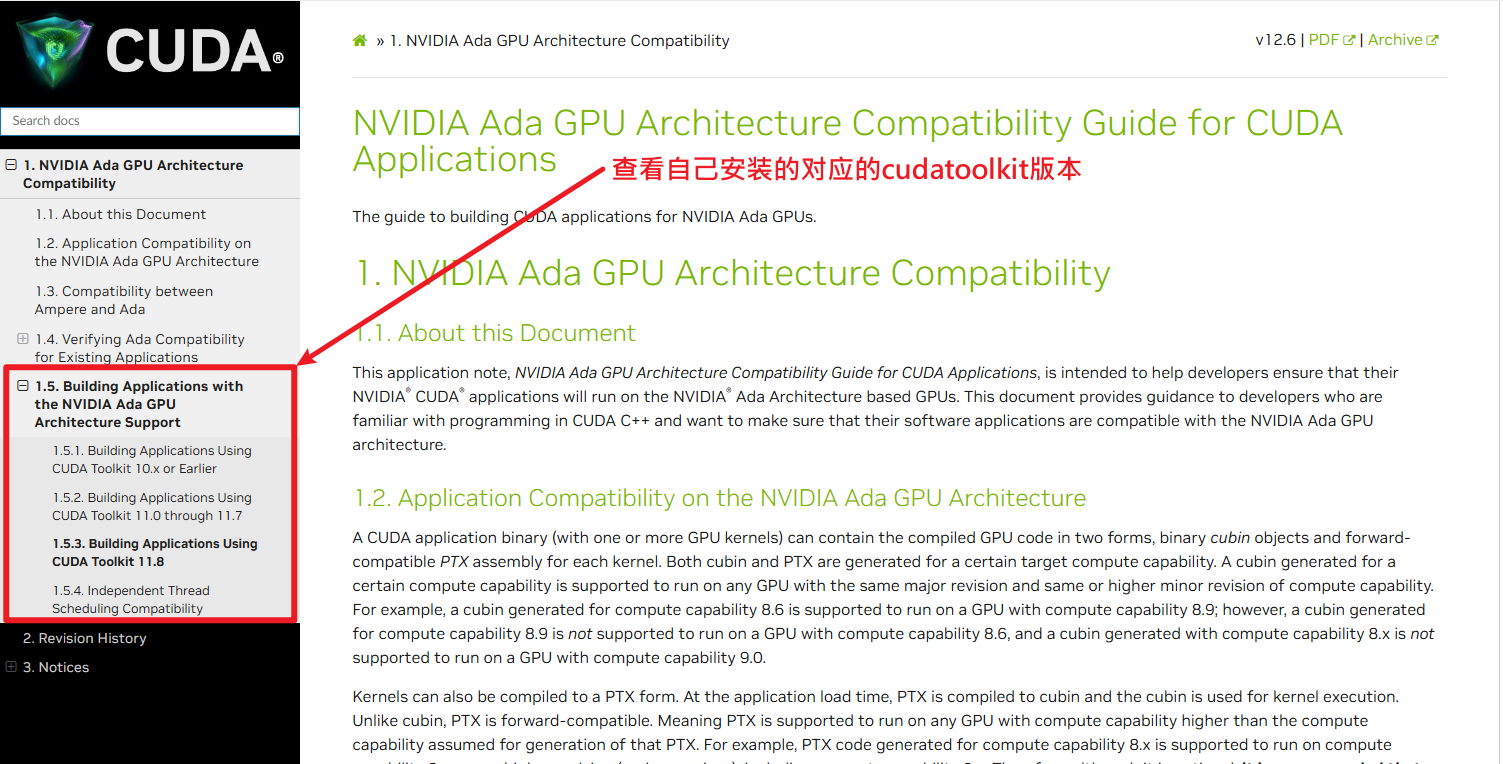 CUDA®
Search docs
1. NVIDIA Ada GPU Architecture
Compatibility
1.1. About this Document
1.2. Application Compatibility on
the NVIDIA Ada GPU Architecture
1.3. Compatibility between
Ampere and Ada
1.4. Verifying Ada Compatibility
for Existing Applications
1.5. Building Applications with
the NVIDIA Ada GPU
Architecture Support
1.5.1. Building Applications Using
CUDA Toolkit 10.x or Earlier
1.5.2. Building Applications Using
CUDA Toolkit 11.0 through 11.7
1.5.3. Building Applications Using
CUDA Toolkit 11.8
1.5.4. Independent Thread
Scheduling Compatibility
2. Revision History
3. Notices
» 1. NVIDIA Ada GPU Architecture Compatibility
v12.6 | PDF | Archive
NVIDIA Ada GPU Architecture Compatibility Guide for CUDA
Applications
查看自己安装的对应的cudatoolkit版本
The guide to building CUDA applications for NVIDIA Ada GPUs.
1. NVIDIA Ada GPU Architecture Compatibility
1.1. About this Document
This application note, NVIDIA Ada GPU Architecture Compatibility Guide for CUDA Applications, is intended to help developers ensure that their
NVIDIA® CUDA® applications will run on the NVIDIA® Ada Architecture based GPUs. This document provides guidance to developers who are
familiar with programming in CUDA C++ and want to make sure that their software applications are compatible with the NVIDIA Ada GPU
architecture.
1.2. Application Compatibility on the NVIDIA Ada GPU Architecture
A CUDA application binary (with one or more GPU kernels) can contain the compiled GPU code in two forms, binary cubin objects and forward-
compatible PTX assembly for each kernel. Both cubin and PTX are generated for a certain target compute capability. A cubin generated for a
certain compute capability is supported to run on any GPU with the same major revision and same or higher minor revision of compute capability.
For example, a cubin generated for compute capability 8.6 is supported to run on a GPU with compute capability 8.9; however, a cubin generated
for compute capability 8.9 is not supported to run on a GPU with compute capability 8.6, and a cubin generated with compute capability 8.x is not
supported to run on a GPU with compute capability 9.0.
Kernels can also be compiled to a PTX form. At the application load time, PTX is compiled to cubin and the cubin is used for kernel execution.
Unlike cubin, PTX is forward-compatible. Meaning PTX is supported to run on any GPU with compute capability higher than the compute
capability assumed for generation of that PTX. For example, PTX code generated for compute capability 8.x is supported to run on compute